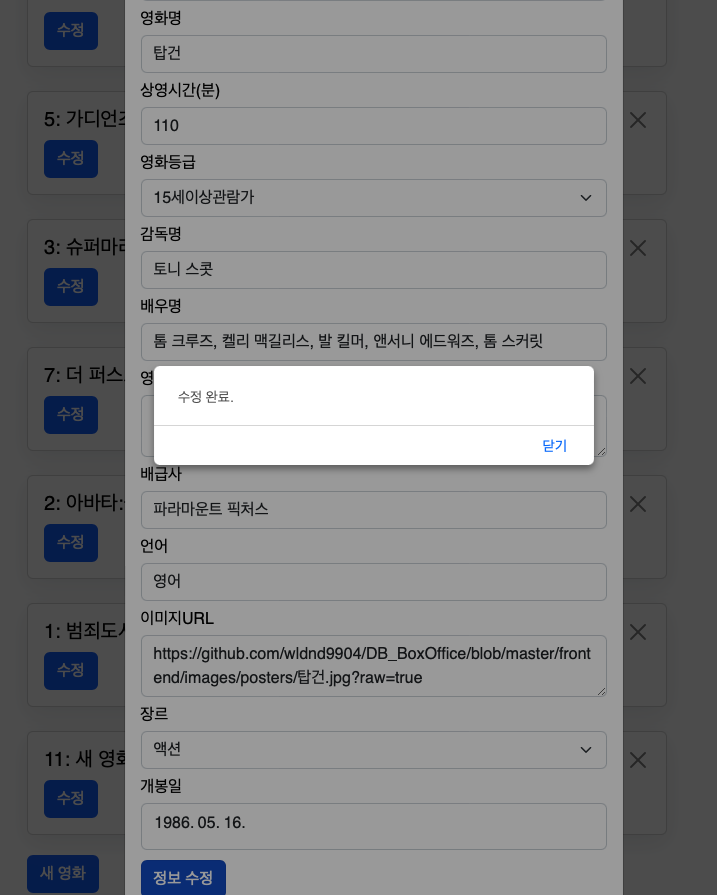 수정
5: 가디언즈
수정
3: 슈퍼마리
수정
7: 더 퍼스
수정
2: 아바타:
수정
1: 범죄도시
수정
11: 새 영화
수정
새 영화
영화명
탑건
상영시간(분)
110
영화등급
15세이상관람가
감독명
토니 스콧
배우명
톰 크루즈, 켈리 맥길리스, 발 킬머, 앤서니 에드워즈, 톰 스커릿
영
수정 완료.
닫기
배급사
파라마운트 픽처스
언어
영어
이미지URL
https://github.com/wldnd9904/DB_BoxOffice/blob/master/front
end/images/posters/탑건.jpg?raw=true
장르
액션
개봉일
1986. 05. 16.
정보 수정